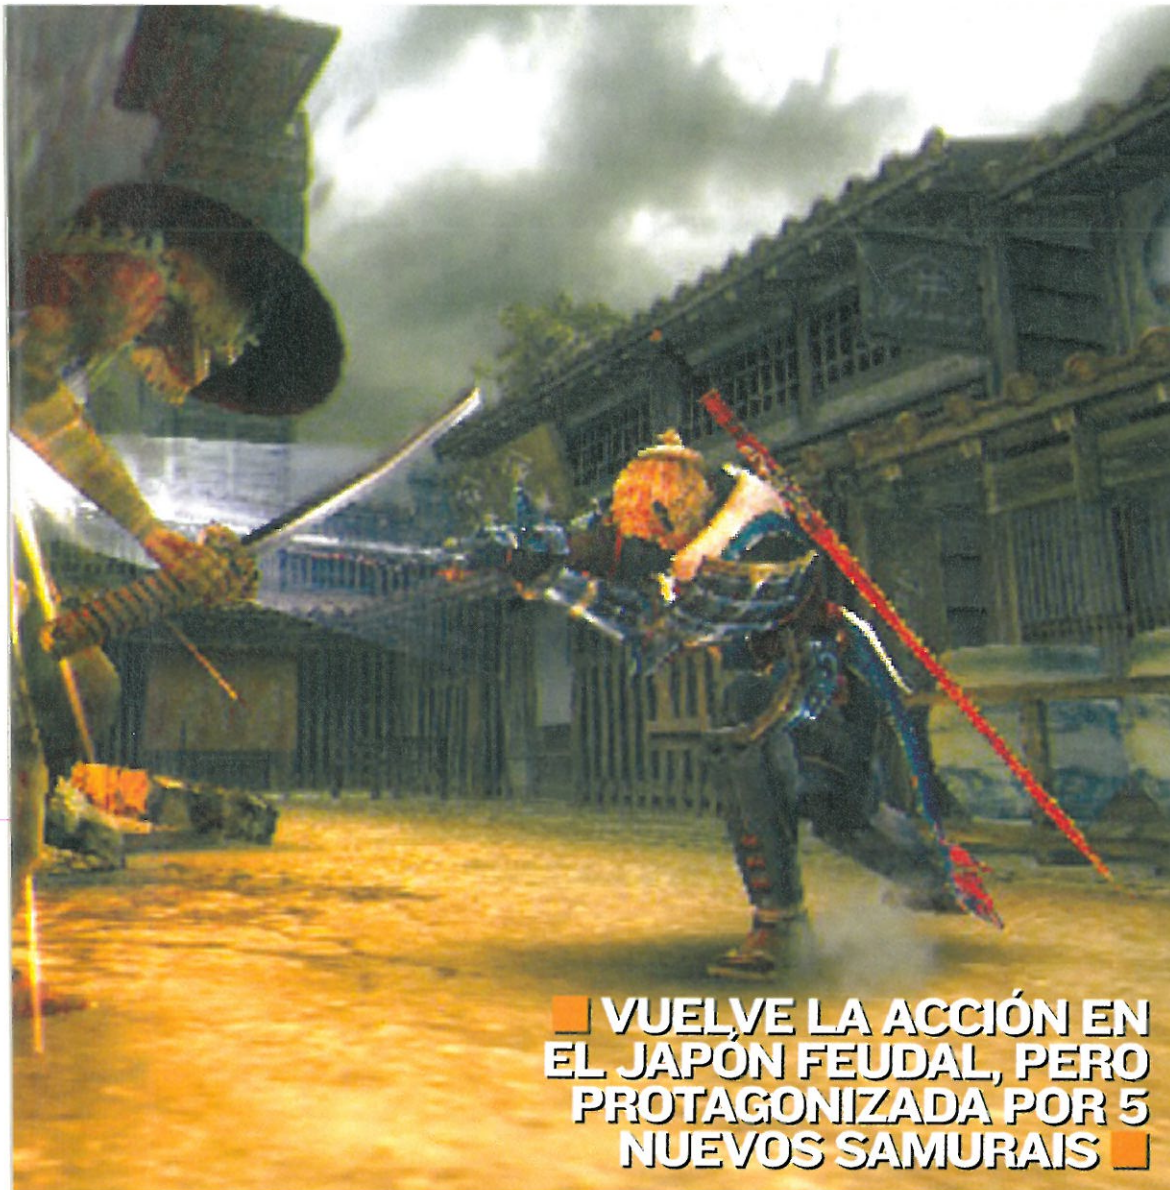 VUELVE LA ACCIÓN EN
EL JAPÓN FEUDAL, PERO
PROTAGONIZADA POR 5
NUEVOS SAMURAIS